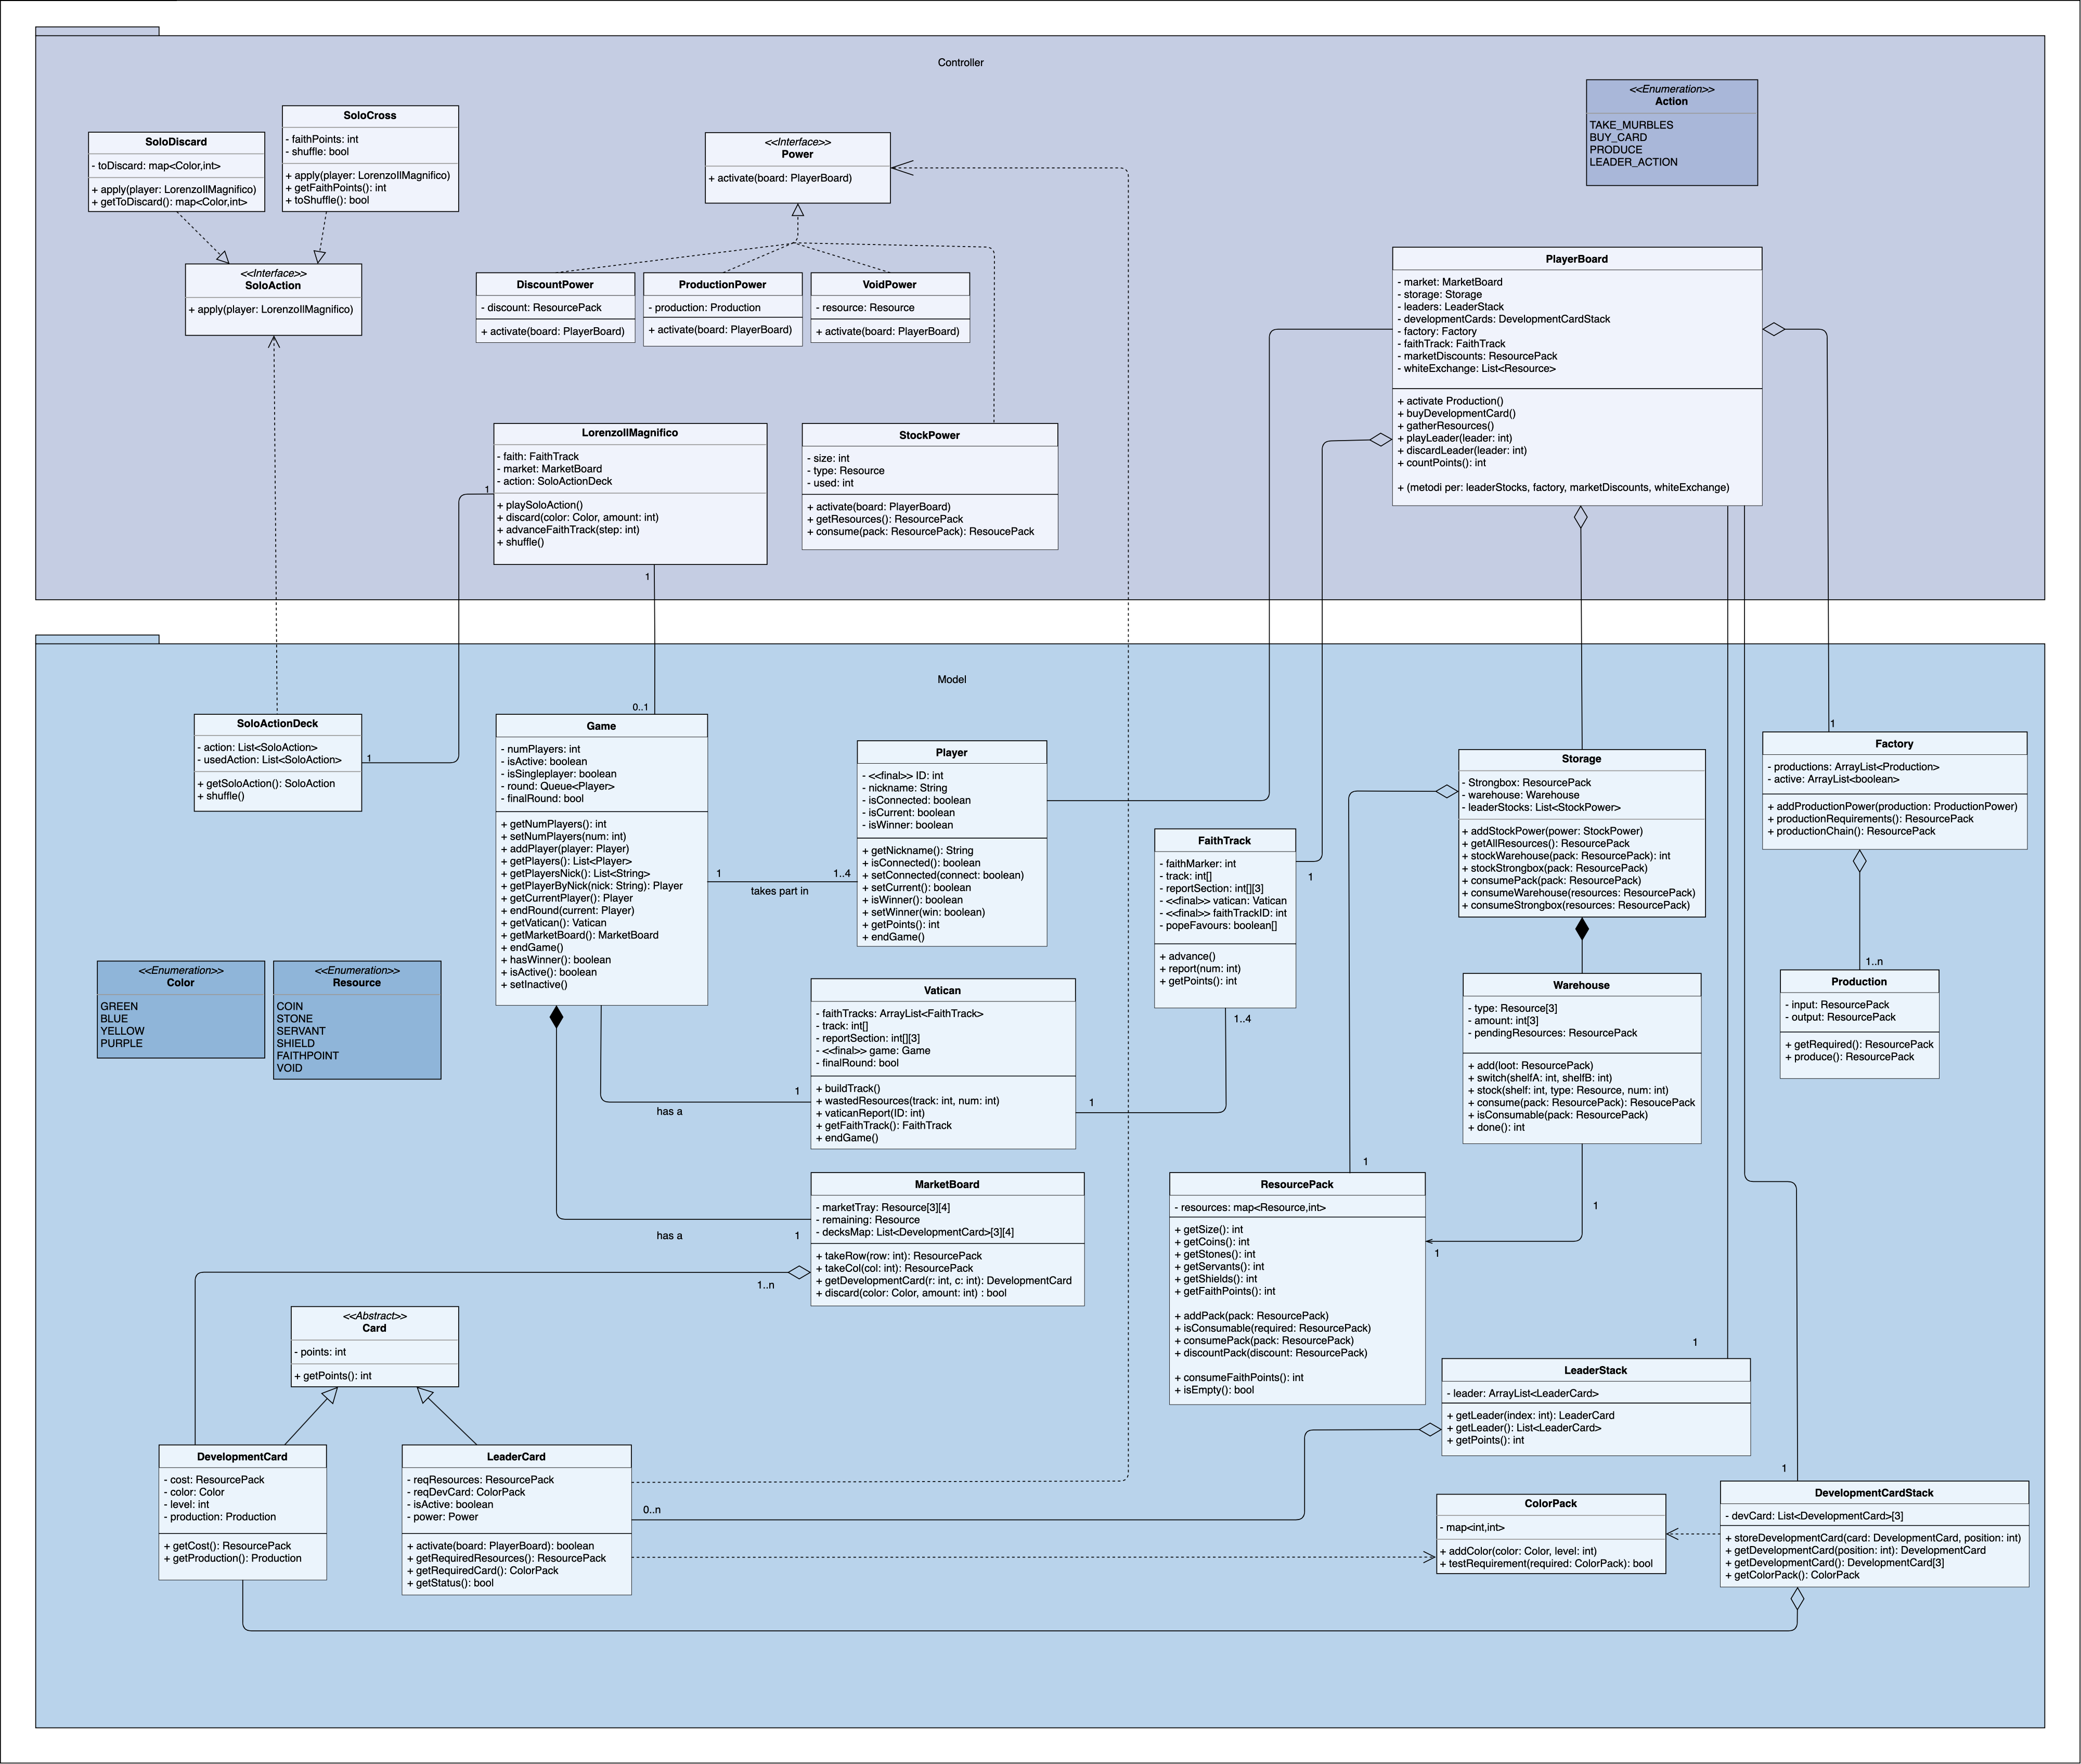 Controller
<<Enumeration>>
Action
TAKE_MURBLES
BUY_CARD
PRODUCE
LEADER_ACTION
SoloDiscard
- toDiscard: map<Color,int>
+ apply(player: LorenzoIlMagnifico)
+ getToDiscard(): map<Color,int>
SoloCross
- faithPoints: int
- shuffle: bool
+ apply(player: LorenzoIlMagnifico)
+ getFaithPoints(): int
+ toShuffle(): bool
<<Interface>>
Power
+ activate(board: PlayerBoard)
<<Interface>>
SoloAction
+ apply(player: LorenzoIlMagnifico)
DiscountPower
- discount: ResourcePack
+ activate(board: PlayerBoard)
ProductionPower
- production: Production
+ activate(board: PlayerBoard)
VoidPower
- resource: Resource
+ activate(board: PlayerBoard)
PlayerBoard
- market: MarketBoard
- storage: Storage
- leaders: LeaderStack
- developmentCards: DevelopmentCardStack
- factory: Factory
- faithTrack: FaithTrack
- marketDiscounts: ResourcePack
- whiteExchange: List<Resource>
+ activate Production()
+ buyDevelopmentCard()
+ gatherResources()
+ playLeader(leader: int)
+ discardLeader(leader: int)
+ countPoints(): int
+ (metodi per: leaderStocks, factory, marketDiscounts, whiteExchange)
LorenzoIlMagnifico
- faith: FaithTrack
- market: MarketBoard
- action: SoloActionDeck
+ playSoloAction()
+ discard(color: Color, amount: int)
+ advanceFaithTrack(step: int)
+ shuffle()
1
1
StockPower
- size: int
- type: Resource
- used: int
+ activate(board: PlayerBoard)
+ getResources(): ResourcePack
+ consume(pack: ResourcePack): ResoucePack
Model
0..1
1
1
SoloActionDeck
- action: List<SoloAction>
- usedAction: List<SoloAction>
+ getSoloAction(): SoloAction
+ shuffle()
Game
- numPlayers: int
- isActive: boolean
- isSingleplayer: boolean
- round: Queue<Player>
- finalRound: bool
+ getNumPlayers(): int
+ setNumPlayers(num: int)
+ addPlayer(player: Player)
+ getPlayers(): List<Player>
+ getPlayersNick(): List<String>
+ getPlayerByNick(nick: String): Player
+ getCurrentPlayer(): Player
+ endRound(current: Player)
+ getVatican(): Vatican
+ getMarketBoard(): MarketBoard
+ endGame()
+ hasWinner(): boolean
+ isActive(): boolean
+ setInactive()
1
1..4
takes part in
Player
- <<final>> ID: int
- nickname: String
- isConnected: boolean
- isCurrent: boolean
- isWinner: boolean
+ getNickname(): String
+ isConnected(): boolean
+ setConnected(connect: boolean)
+ setCurrent(): boolean
+ isWinner(): boolean
+ setWinner(win: boolean)
+ getPoints(): int
+ endGame()
FaithTrack
- faithMarker: int
- track: int[]
- reportSection: int[][3]
- <<final>> vatican: Vatican
- <<final>> faithTrackID: int
- popeFavours: boolean[]
+ advance()
+ report(num: int)
+ getPoints(): int
1
1..4
Storage
- Strongbox: ResourcePack
- warehouse: Warehouse
- leaderStocks: List<StockPower>
+ addStockPower(power: StockPower)
+ getAllResources(): ResourcePack
+ stockWarehouse(pack: ResourcePack): int
+ stockStrongbox(pack: ResourcePack)
+ consumePack(pack: ResourcePack)
+ consumeWarehouse(resources: ResourcePack)
+ consumeStrongbox(resources: ResourcePack)
Factory
- productions: ArrayList<Production>
- active: ArrayList<boolean>
+ addProductionPower(production: ProductionPower)
+ productionRequirements(): ResourcePack
+ productionChain(): ResourcePack
1..n
Production
- input: ResourcePack
- output: ResourcePack
+ getRequired(): ResourcePack
+ produce(): ResourcePack
<<Enumeration>>
Color
GREEN
BLUE
YELLOW
PURPLE
<<Enumeration>>
Resource
COIN
STONE
SERVANT
SHIELD
FAITHPOINT
VOID
Vatican
- faithTracks: ArrayList<FaithTrack>
- track: int[]
- reportSection: int[][3]
- <<final>> game: Game
- finalRound: bool
+ buildTrack()
+ wastedResources(track: int, num: int)
+ vaticanReport(ID: int)
+ getFaithTrack(): FaithTrack
+ endGame()
1
has a
1
Warehouse
- type: Resource[3]
- amount: int[3]
- pendingResources: ResourcePack
+ add(loot: ResourcePack)
+ switch(shelfA: int, shelfB: int)
+ stock(shelf: int, type: Resource, num: int)
+ consume(pack: ResourcePack): ResoucePack
+ isConsumable(pack: ResourcePack)
+ done(): int
MarketBoard
- marketTray: Resource[3][4]
- remaining: Resource
- decksMap: List<DevelopmentCard>[3][4]
+ takeRow(row: int): ResourcePack
+ takeCol(col: int): ResourcePack
+ getDevelopmentCard(r: int, c: int): DevelopmentCard
+ discard(color: Color, amount: int) : bool
has a
1
1..n
1
ResourcePack
- resources: map<Resource,int>
+ getSize(): int
+ getCoins(): int
+ getStones(): int
+ getServants(): int
+ getShields(): int
+ getFaithPoints(): int
+ addPack(pack: ResourcePack)
+ isConsumable(required: ResourcePack)
+ consumePack(pack: ResourcePack)
+ discountPack(discount: ResourcePack)
+ consumeFaithPoints(): int
+ isEmpty(): bool
1
1
<<Abstract>>
Card
- points: int
+ getPoints(): int
1
LeaderStack
- leader: ArrayList<LeaderCard>
+ getLeader(index: int): LeaderCard
+ getLeader(): List<LeaderCard>
+ getPoints(): int
DevelopmentCard
- cost: ResourcePack
- color: Color
- level: int
- production: Production
+ getCost(): ResourcePack
+ getProduction(): Production
LeaderCard
- reqResources: ResourcePack
- reqDevCard: ColorPack
- isActive: boolean
- power: Power
+ activate(board: PlayerBoard): boolean
+ getRequiredResources(): ResourcePack
+ getRequiredCard(): ColorPack
+ getStatus(): bool
0..n
ColorPack
- map<int,int>
+ addColor(color: Color, level: int)
+ testRequirement(required: ColorPack): bool
1
DevelopmentCardStack
- devCard: List<DevelopmentCard>[3]
+ storeDevelopmentCard(card: DevelopmentCard, position: int)
+ getDevelopmentCard(position: int): DevelopmentCard
+ getDevelopmentCard(): DevelopmentCard[3]
+ getColorPack(): ColorPack